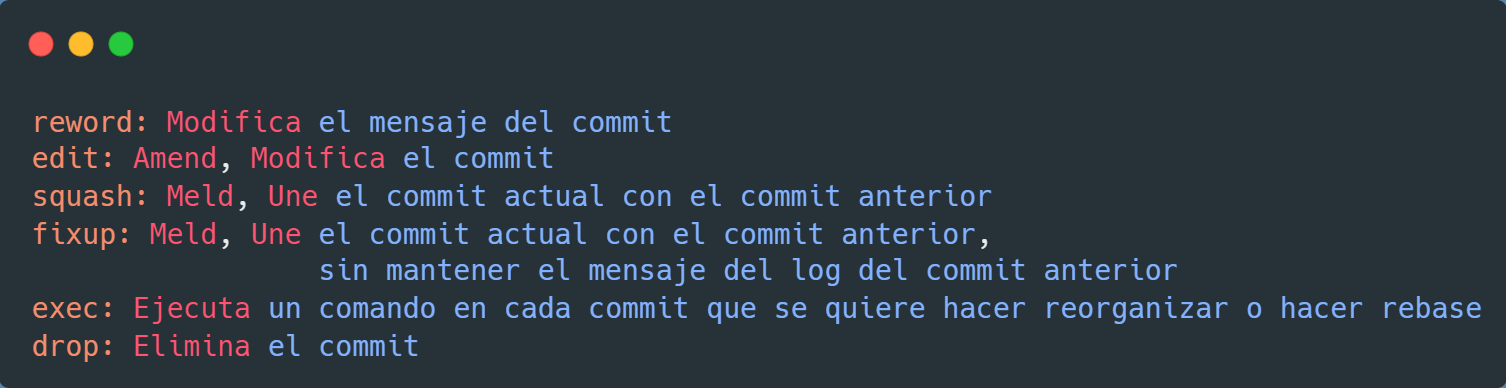 reword: Modifica el mensaje del commit
edit: Amend, Modifica el commit
squash: Meld, Une el commit actual con el commit anterior
fixup: Meld, Une el commit actual con el commit anterior,
sin mantener el mensaje del log del commit anterior
exec: Ejecuta un comando en cada commit que se quiere hacer reorganizar o hacer rebase
drop: Elimina el commit